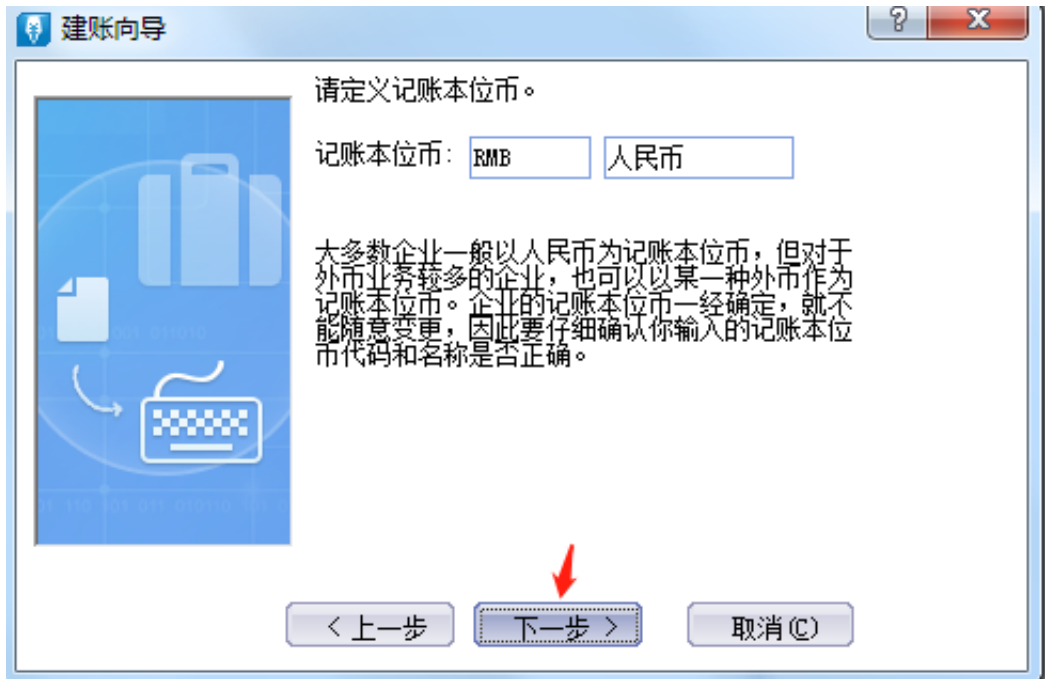 建账向导
请定义记账本位币。
记账本位币: RMB 人民币
大多数企业一般以人民币为记账本位币，但对于
外币业务较多的企业，也可以以某一种外币作为
记账本位币。企业的记账本位币一经确定，就不
能随意变更，因此要仔细确认你输入的记账本位
币代码和名称是否正确。
<上一步 下一步> 取消(C)